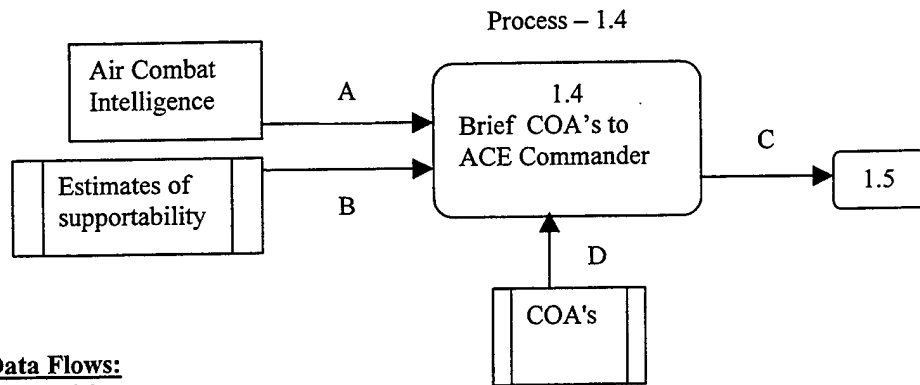 Process – 1.4
Air Combat
Intelligence
A
1.4
Brief COA's to
ACE Commander
C
1.5
Estimates of
supportability
B
D
COA's
Data Flows: